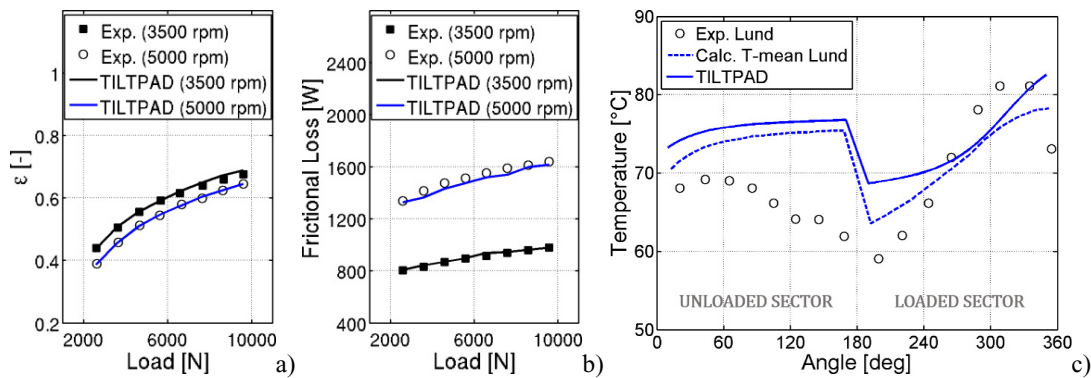 Exp. (3500 rpm)
Exp. (5000 rpm)
TILTPAD (3500 rpm)
TILTPAD (5000 rpm)
ε [-]
1
0.8
0.6
0.4
0.2
2000
6000
10000
Load [N]
a)
Exp. (3500 rpm)
Exp. (5000 rpm)
TILTPAD (3500 rpm)
TILTPAD (5000 rpm)
Frictional Loss [W]
2400
2000
1600
1200
800
400
2000
6000
10000
Load [N]
b)
Exp. Lund
Calc. T-mean Lund
TILTPAD
Temperature [°C]
90
80
70
60
50
UNLOADED SECTOR
LOADED SECTOR
0
60
120
180
240
300
360
Angle [deg]
c)